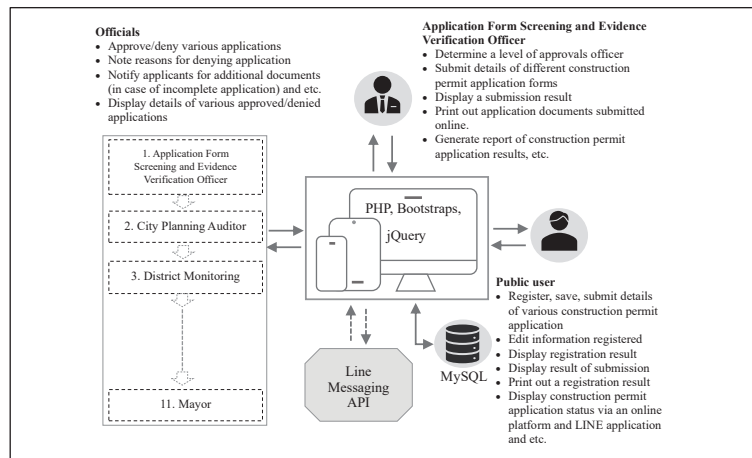 Officials
• Approve/deny various applications
• Note reasons for denying application
• Notify applicants for additional documents
(in case of incomplete application) and etc.
• Display details of various approved/denied
applications
Application Form Screening and Evidence
Verification Officer
• Determine a level of approvals officer
• Submit details of different construction
permit application forms
• Display a submission result
• Print out application documents submitted
online.
• Generate report of construction permit
application results, etc.
1. Application Form
Screening and Evidence
Verification Officer
2. City Planning Auditor
3. District Monitoring
11. Mayor
PHP, Bootstraps,
jQuery
Line
Messaging
API
MySQL
Public user
• Register, save, submit details
of various construction permit
application
• Edit information registered
• Display registration result
• Display result of submission
• Print out a registration result
• Display construction permit
application status via an online
platform and LINE application
and etc.